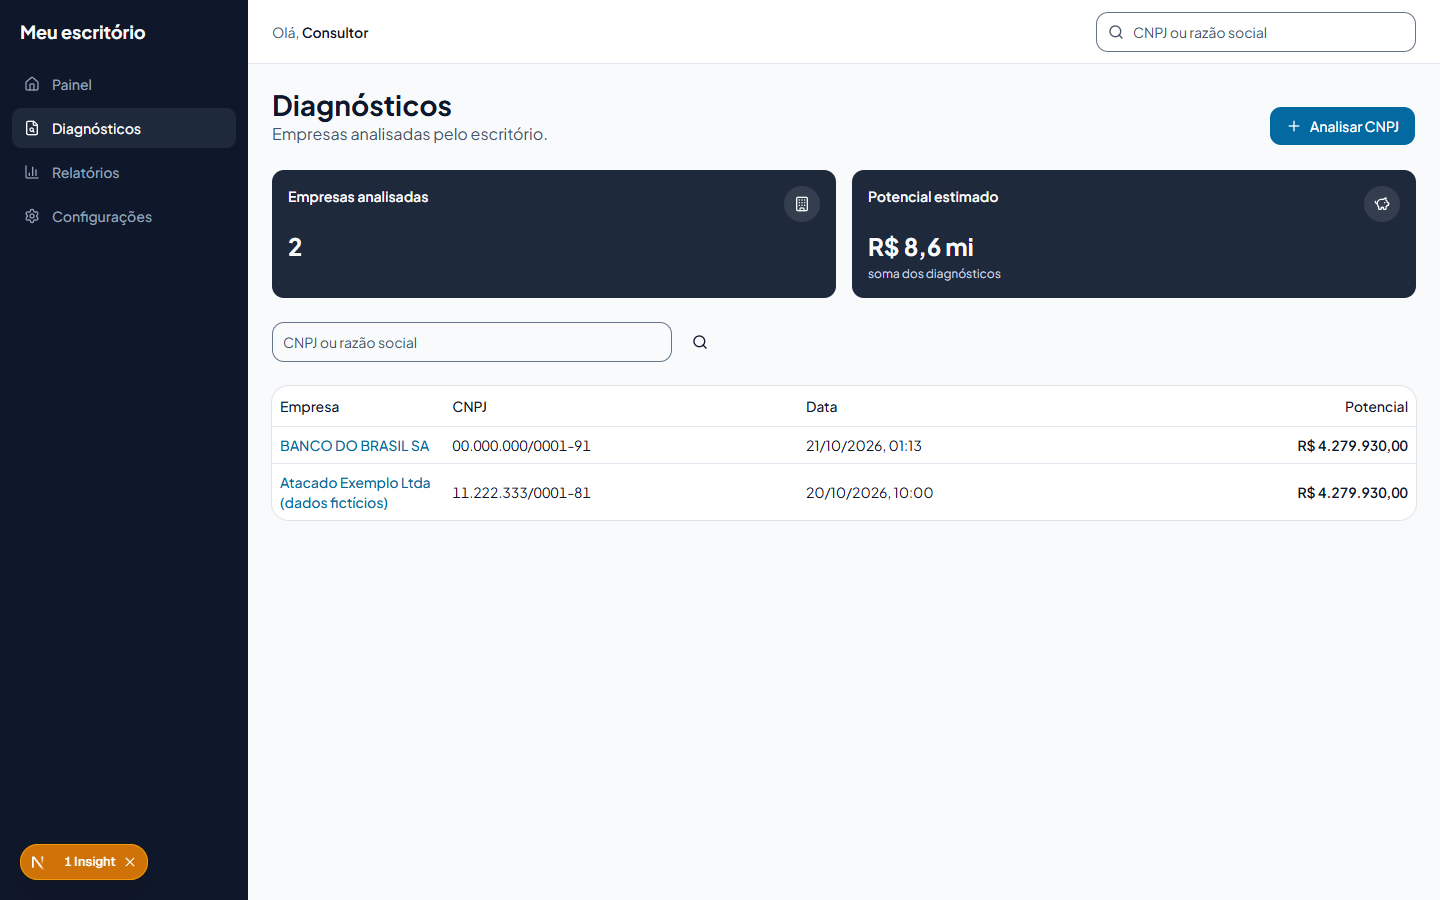 Meu escritório
Painel
Diagnósticos
Relatórios
Configurações
1 Insight
Olá, Consultor
CNPJ ou razão social
Diagnósticos
Empresas analisadas pelo escritório.
Analisar CNPJ
Empresas analisadas
2
Potencial estimado
R$ 8,6 mi
soma dos diagnósticos
CNPJ ou razão social
Empresa CNPJ Data Potencial
BANCO DO BRASIL SA 00.000.000/0001-91 21/10/2026, 01:13 R$ 4.279.930,00
Atacado Exemplo Ltda
(dados fictícios) 11.222.333/0001-81 20/10/2026, 10:00 R$ 4.279.930,00